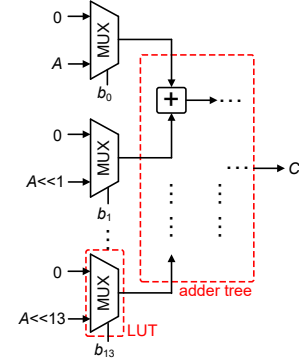 0
MUX
A
b0
+
0
MUX
A<<1
b1
C
0
MUX
adder tree
A<<13
LUT
b13